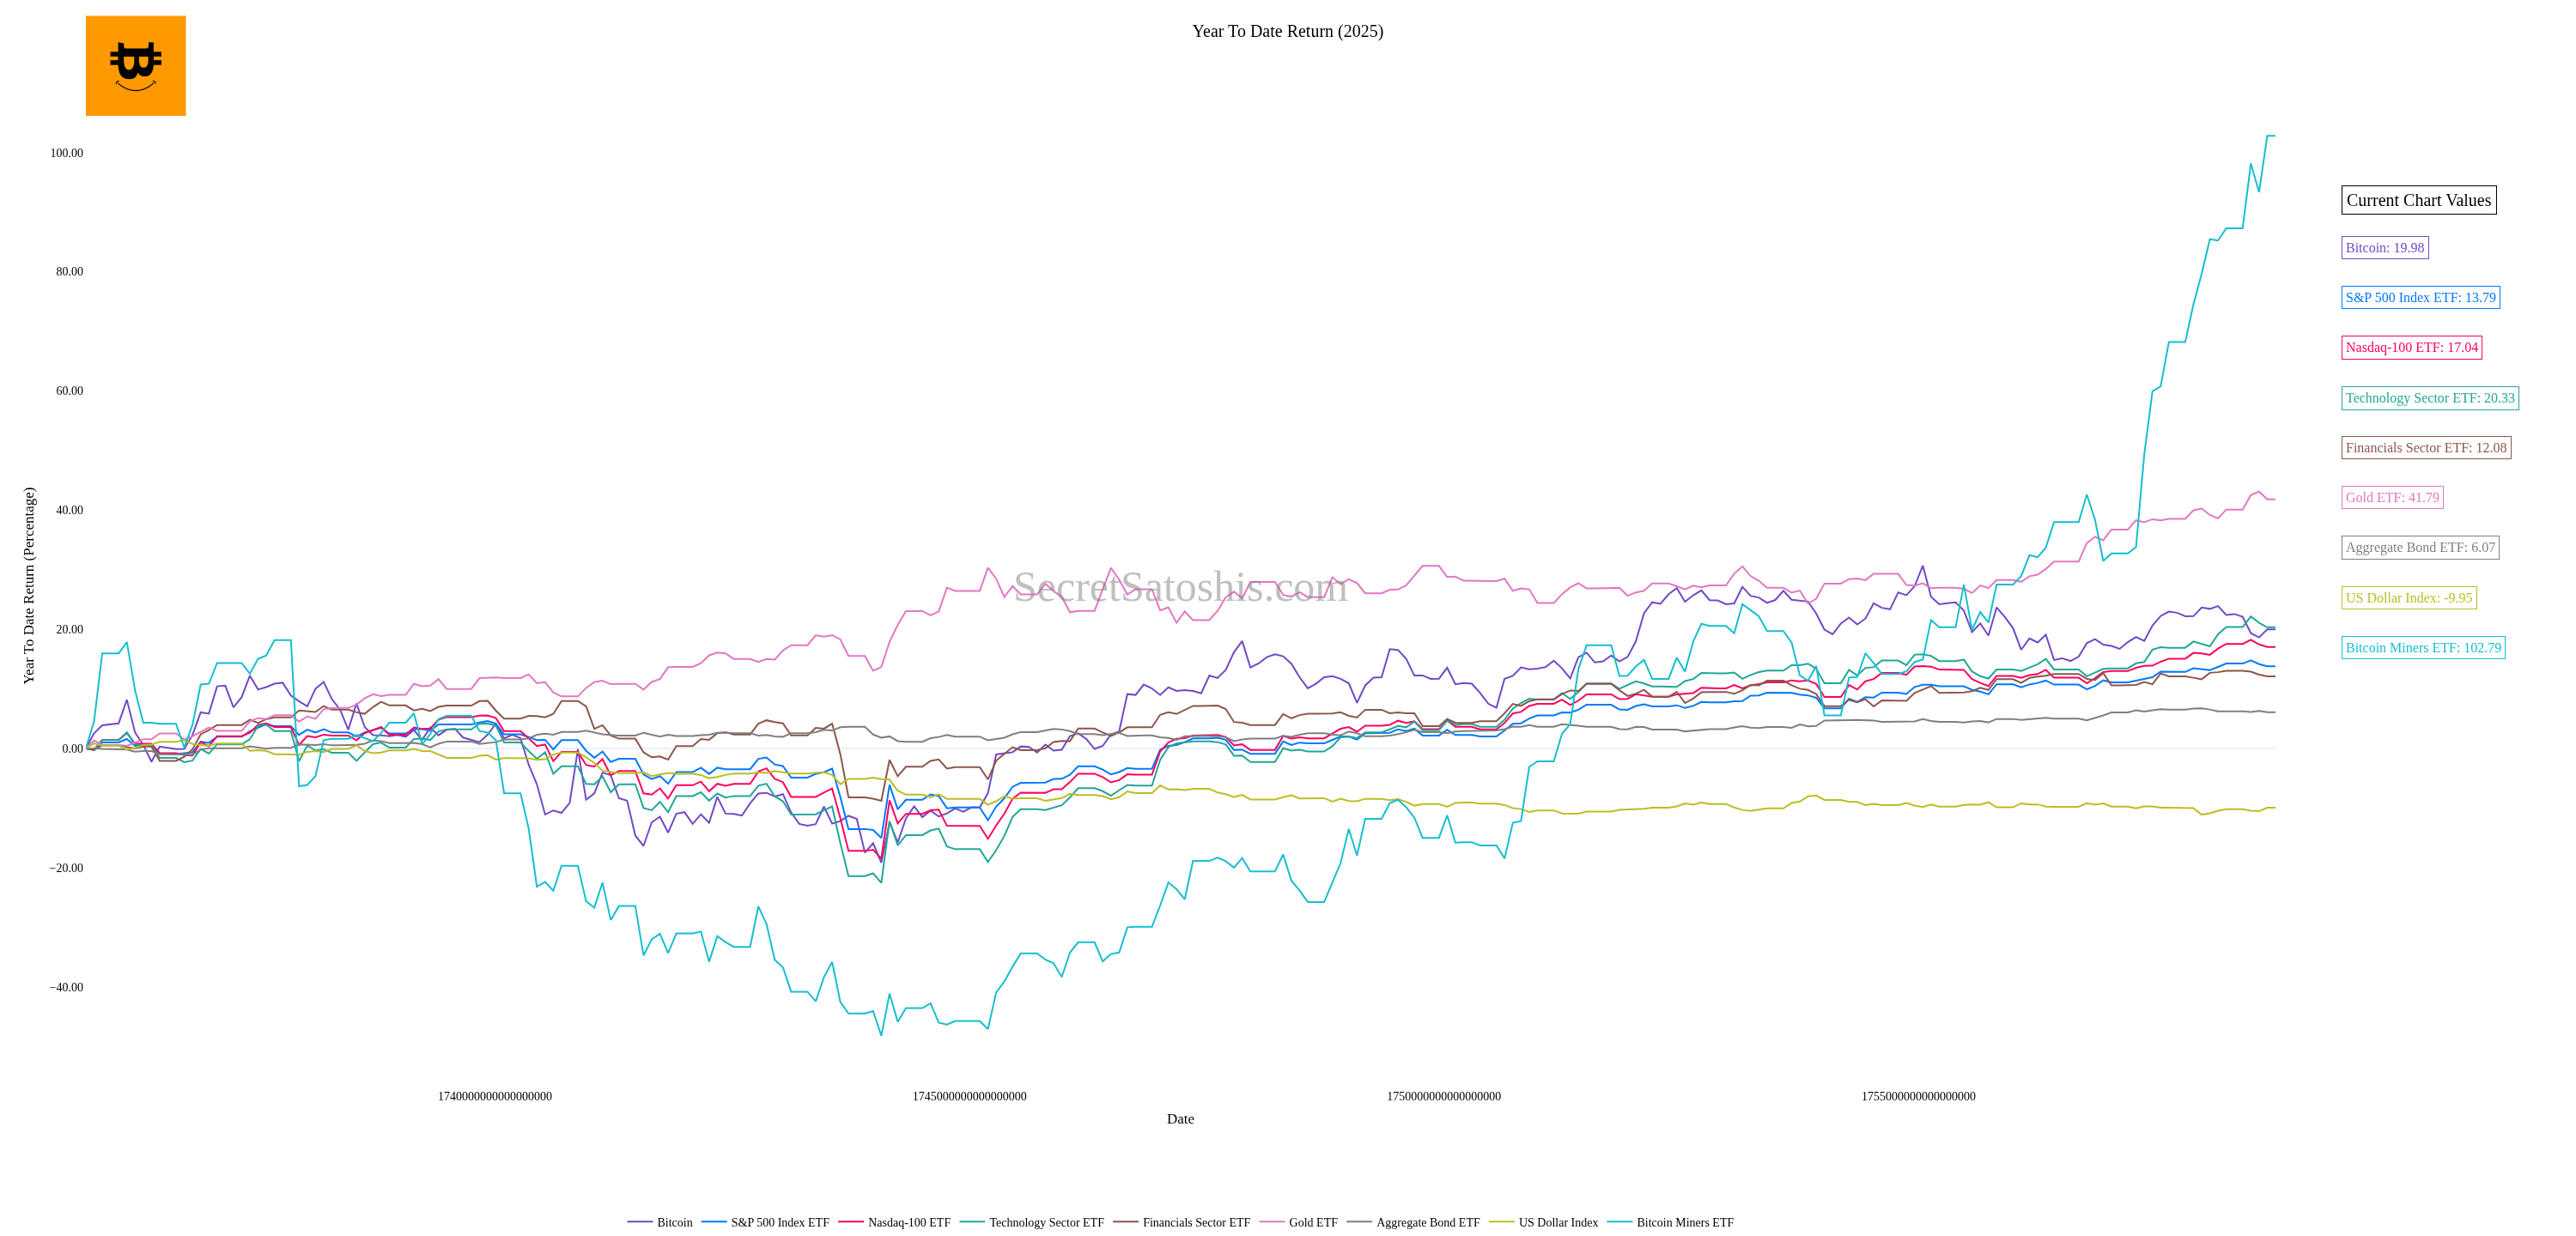 Year To Date Return (2025)
100.00
80.00
60.00
40.00
20.00
0.00
−20.00
−40.00
Year To Date Return (Percentage)
SecretSatoshis.com
Current Chart Values
Bitcoin: 19.98
S&P 500 Index ETF: 13.79
Nasdaq-100 ETF: 17.04
Technology Sector ETF: 20.33
Financials Sector ETF: 12.08
Gold ETF: 41.79
Aggregate Bond ETF: 6.07
US Dollar Index: -9.95
Bitcoin Miners ETF: 102.79
1740000000000000000 1745000000000000000 1750000000000000000 1755000000000000000
Date
Bitcoin S&P 500 Index ETF Nasdaq-100 ETF Technology Sector ETF Financials Sector ETF Gold ETF Aggregate Bond ETF US Dollar Index Bitcoin Miners ETF